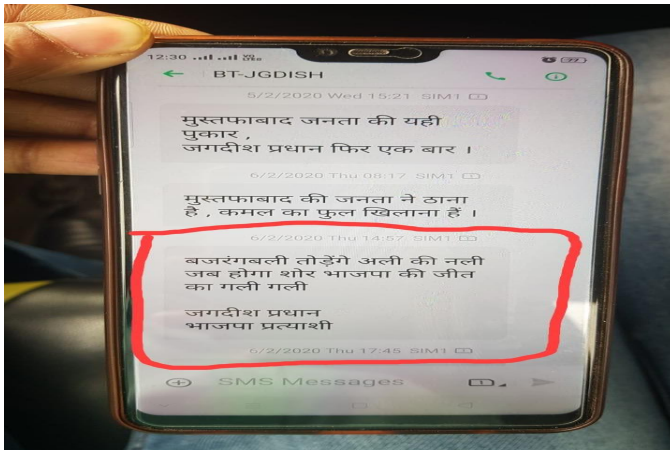 12:30
BT-JGDISH
5/2/2020 Wed 15:21 SIM1
मुस्तफाबाद जनता की यही
पुकार ,
जगदीश प्रधान फिर एक बार ।
6/2/2020 Thu 08:17 SIM1
मुस्तफाबाद की जनता ने ठाना
है , कमल का फुल खिलाना हैं ।
6/2/2020 Thu 14:57 SIM1
बजरंगबली तोड़ेंगे अली की नली
जब होगा शोर भाजपा की जीत
का गली गली
जगदीश प्रधान
भाजपा प्रत्याशी
6/2/2020 Thu 17:45 SIM1
SMS Messages